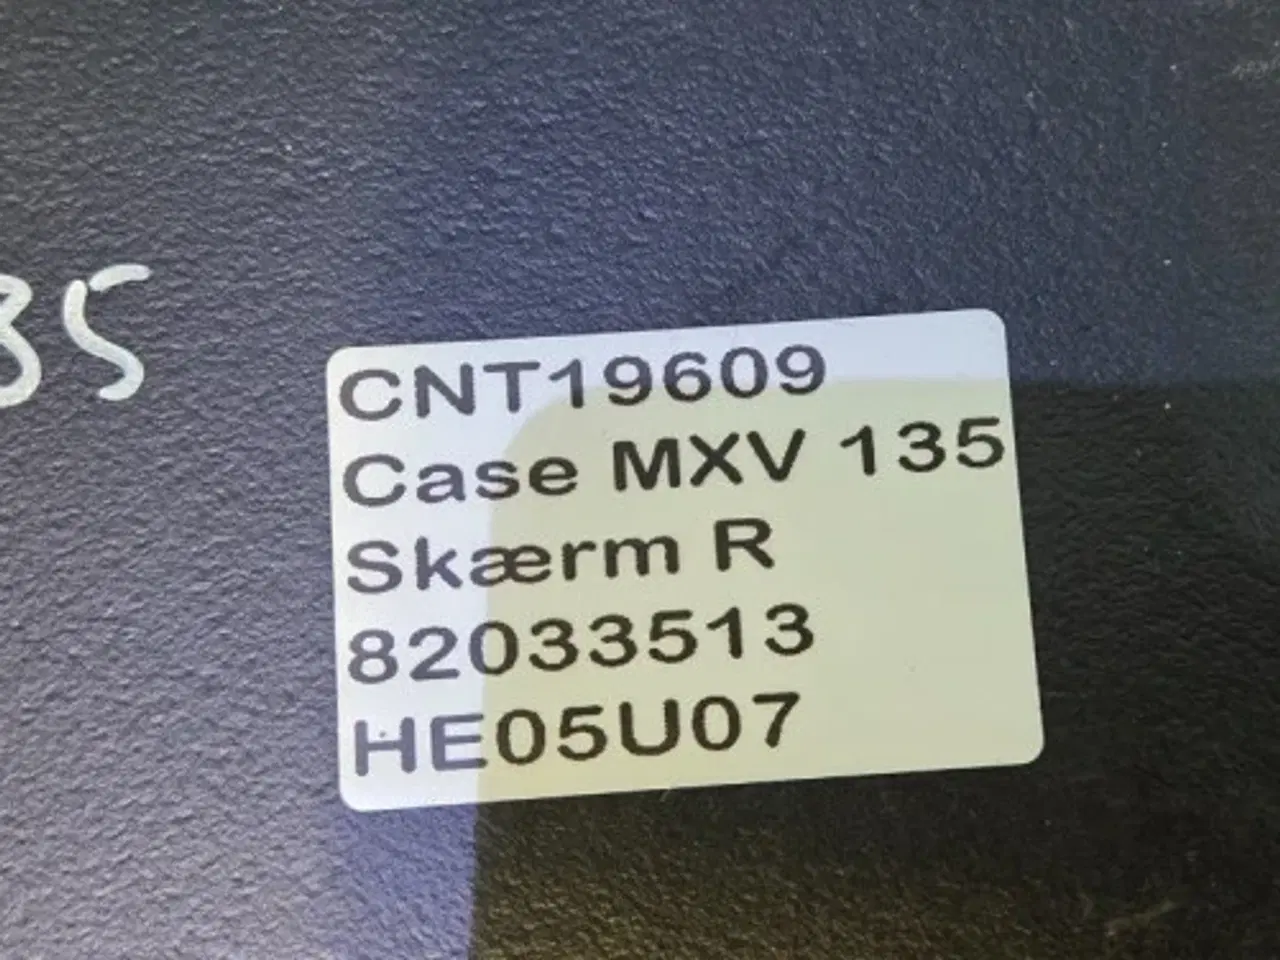 35
CNT19609
Case MXV 135
Skærm R
82033513
HE05U07